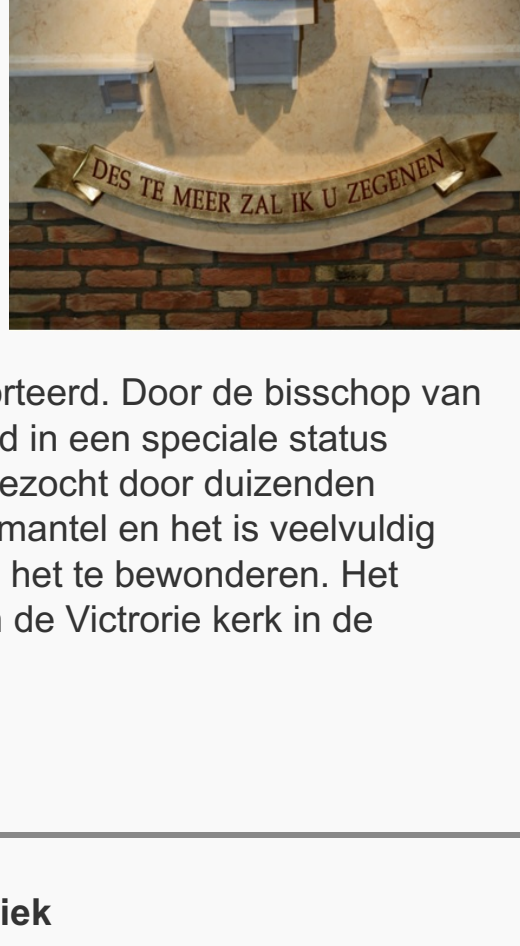 DES TE MEER ZAL IK U ZEGENEN
orteerd. Door de bisschop van
d in een speciale status
ezocht door duizenden
mantel en het is veelvuldig
het te bewonderen. Het
n de Victrorie kerk in de
iek